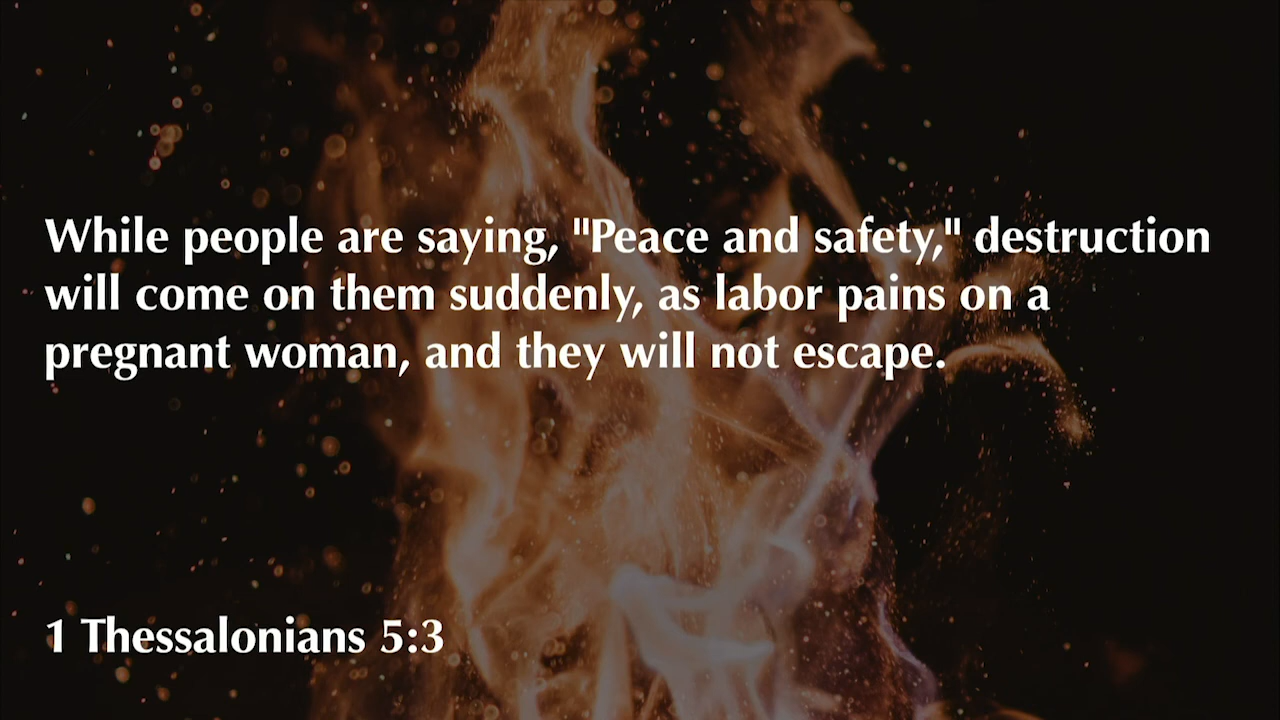 While people are saying, "Peace and safety," destruction
will come on them suddenly, as labor pains on a
pregnant woman, and they will not escape.
1 Thessalonians 5:3